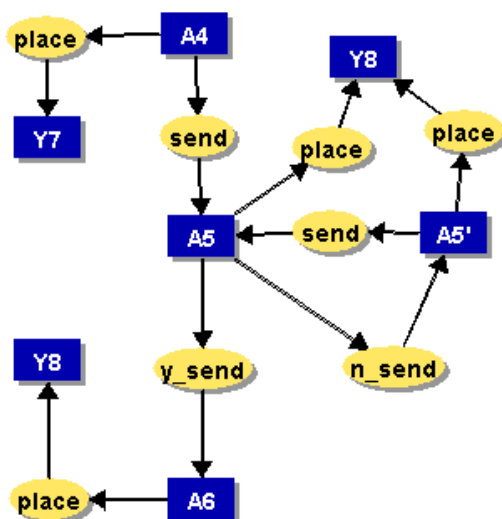 place
A4
Y8
Y7
send
place
place
A5
send
A5'
Y8
y_send
n_send
place
A6